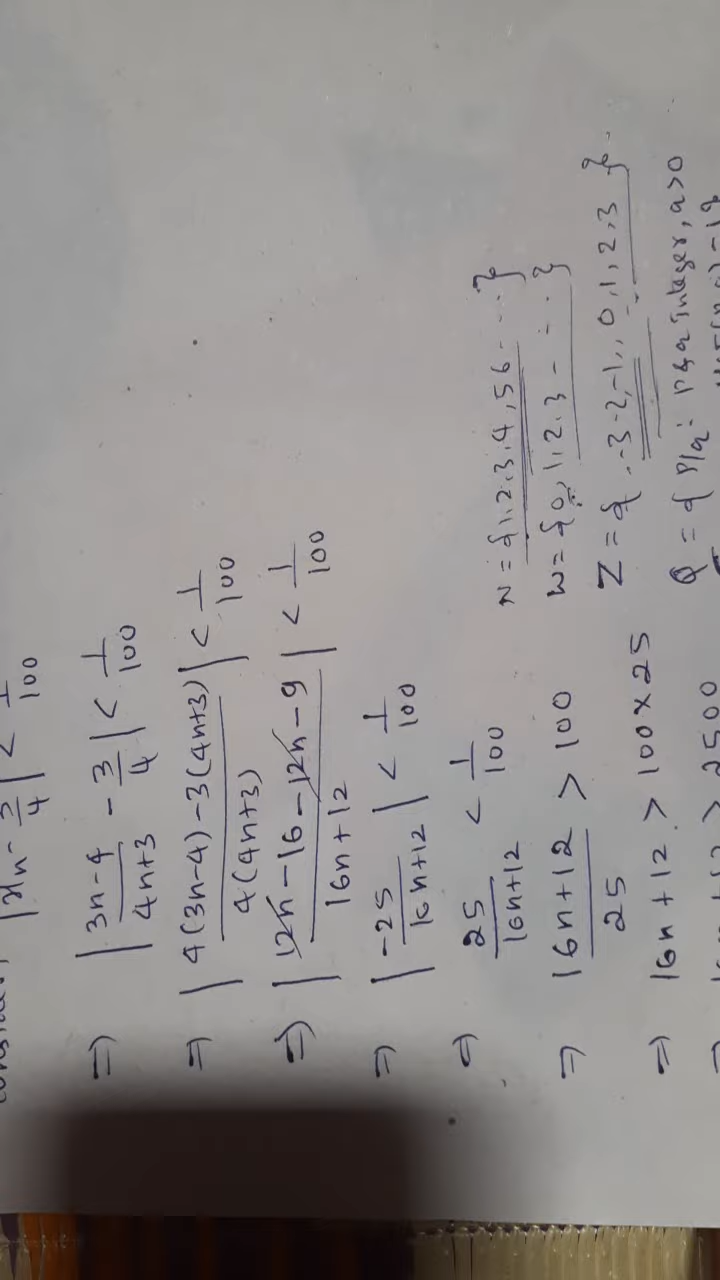 |xn - 3/4| < 1/100
⇒ |(3n-4)/(4n+3) - 3/4| < 1/100
⇒ |(4(3n-4)-3(4n+3))/(4(4n+3))| < 1/100
⇒ |(12n-16-12n-9)/(16n+12)| < 1/100
⇒ |-25/(16n+12)| < 1/100
⇒ 25/(16n+12) < 1/100
⇒ (16n+12)/25 > 100
⇒ 16n+12 > 100×25
⇒ > 2500
N = {1,2,3,4,56-...}
W = {0,1,2,3-...}
Z = {..-3-2,-1,,0,1,2,3 }
Q = { P/q : P & q integer, q>0